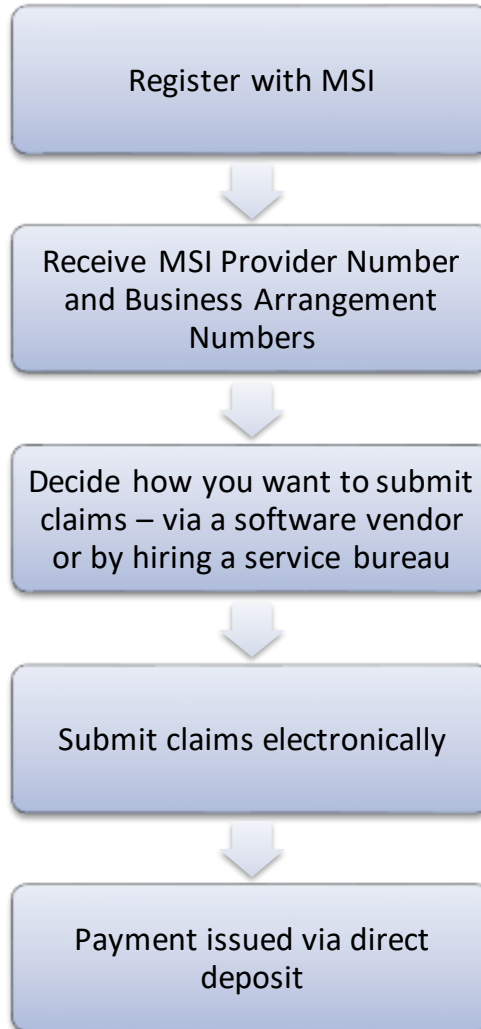 Register with MSI
Receive MSI Provider Number
and Business Arrangement
Numbers
Decide how you want to submit
claims – via a software vendor
or by hiring a service bureau
Submit claims electronically
Payment issued via direct
deposit